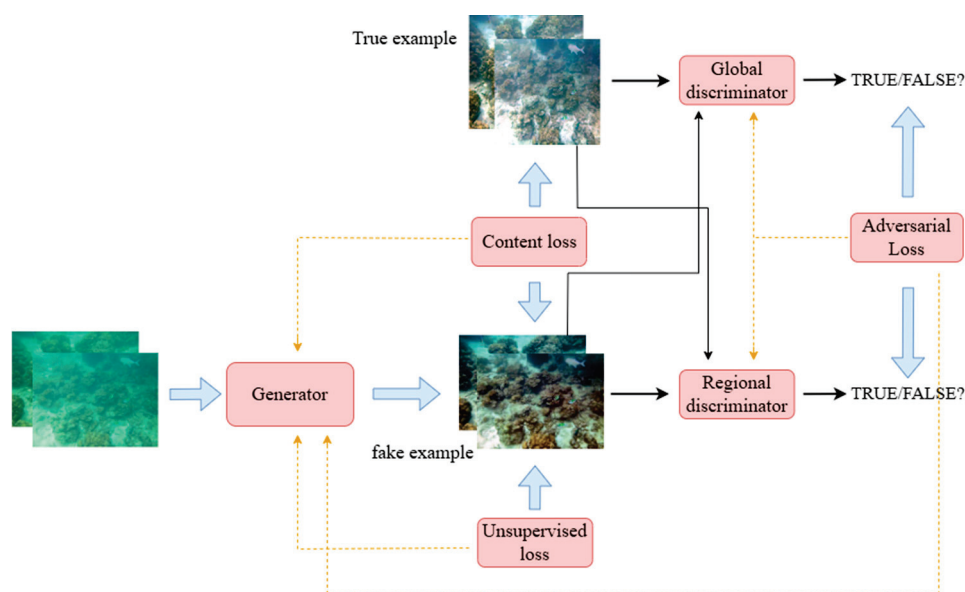 True example
Global
discriminator
TRUE/FALSE?
Content loss
Adversarial
Loss
Generator
Regional
discriminator
TRUE/FALSE?
fake example
Unsupervised
loss